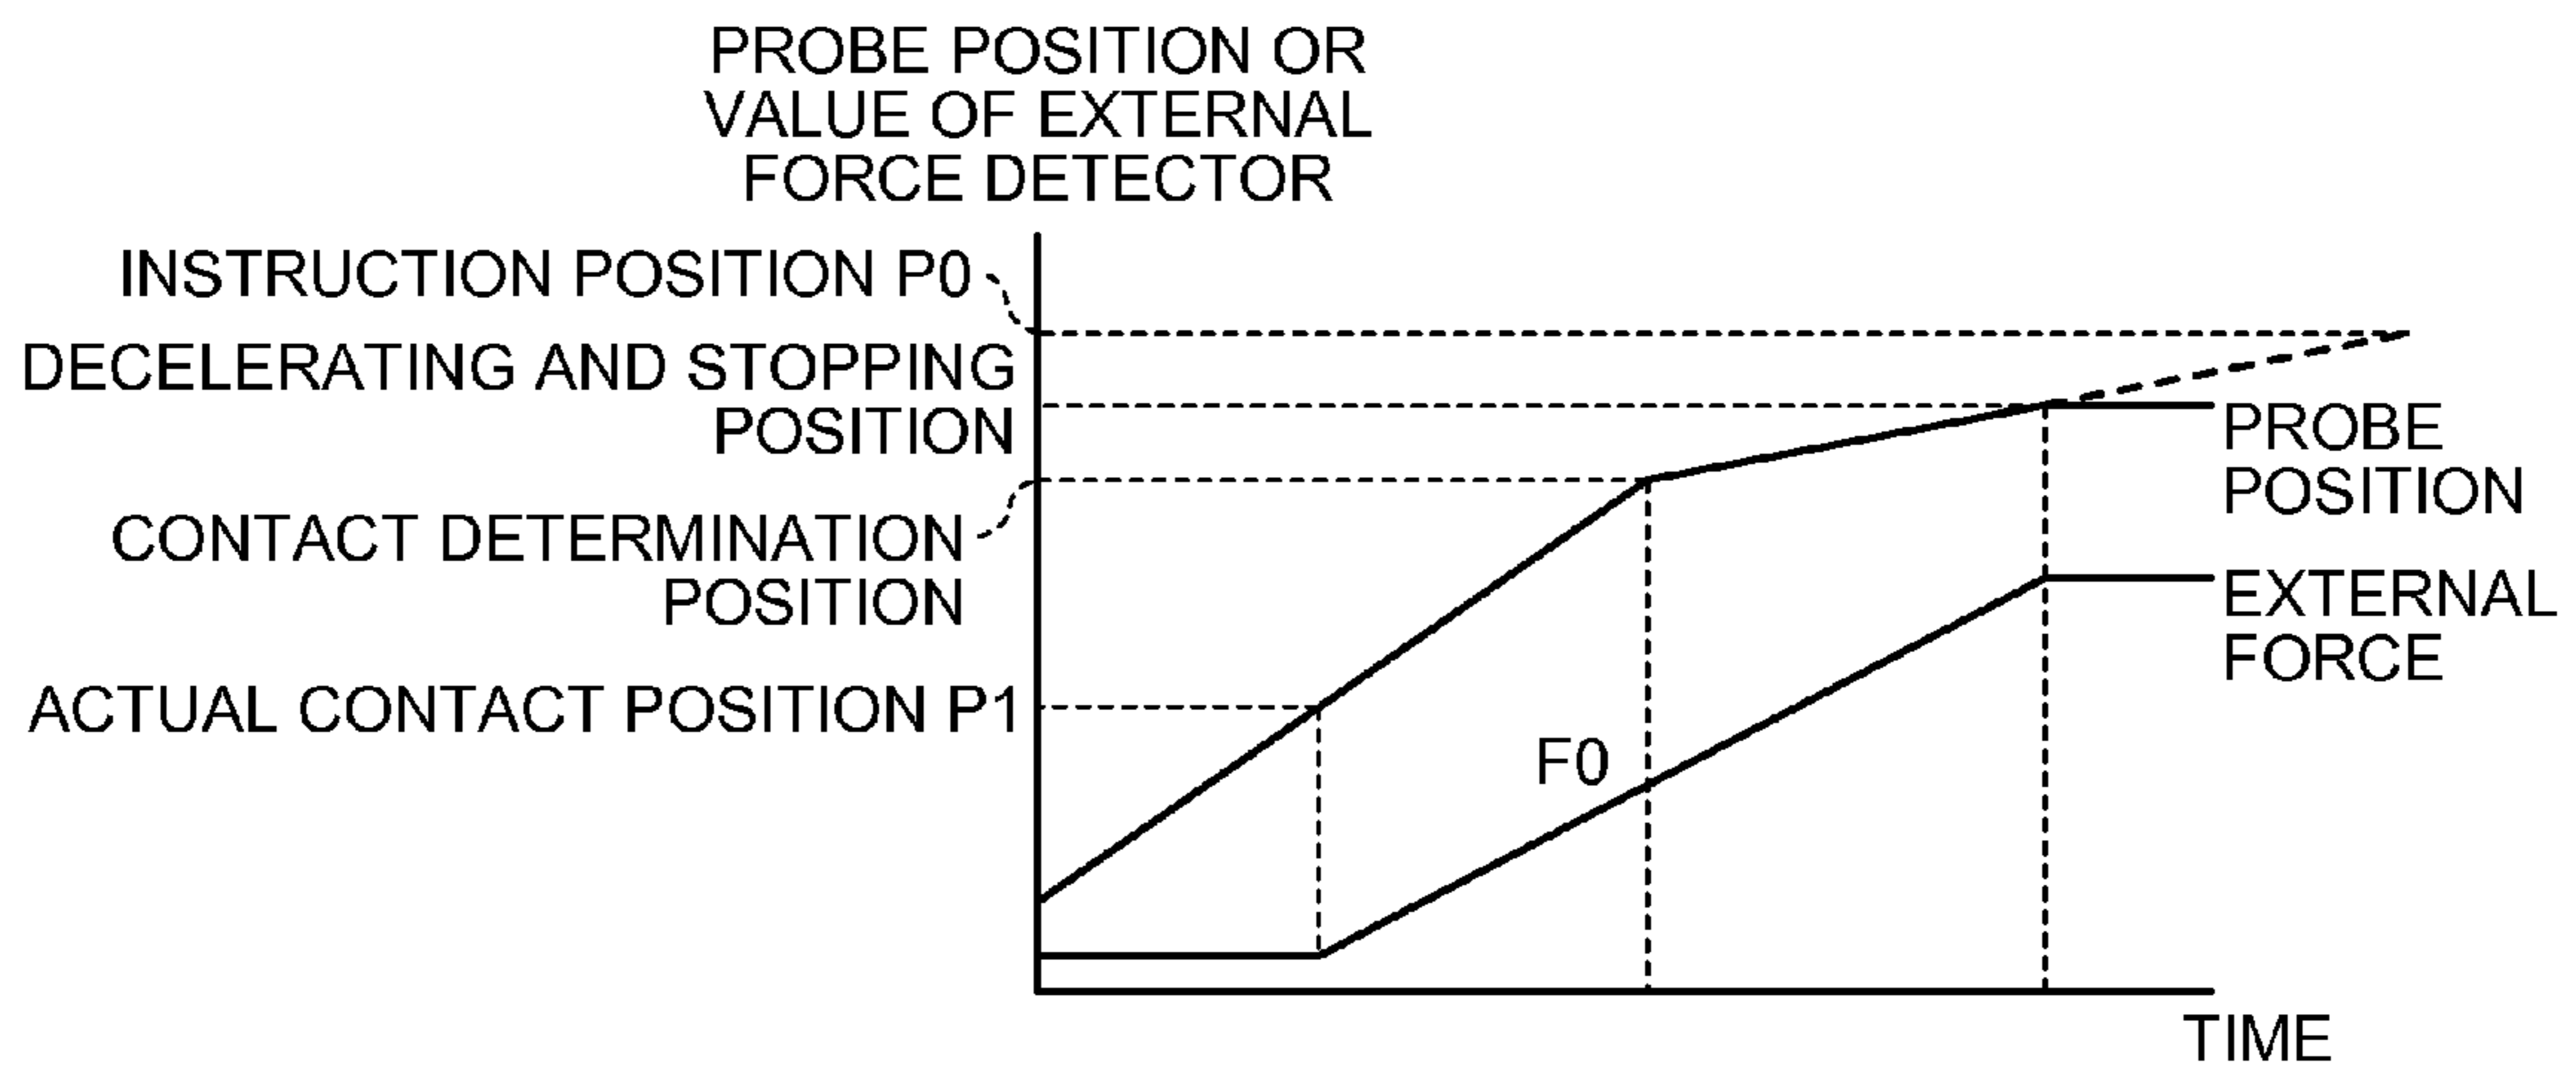 PROBE POSITION OR
VALUE OF EXTERNAL
FORCE DETECTOR
INSTRUCTION POSITION P0
DECELERATING AND STOPPING
POSITION
CONTACT DETERMINATION
POSITION
ACTUAL CONTACT POSITION P1
PROBE
POSITION
EXTERNAL
FORCE
F0
TIME